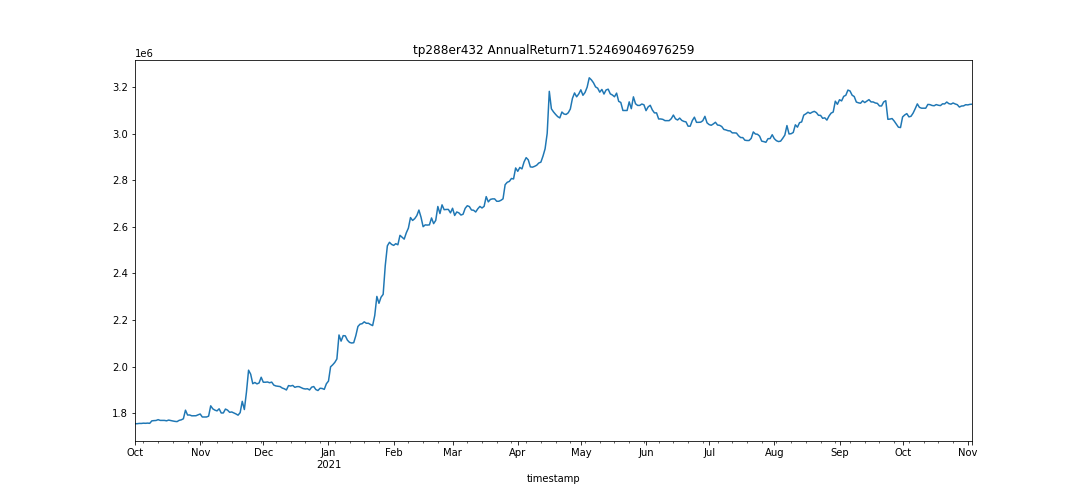 tp288er432 AnnualReturn71.52469046976259
1e6
3.2
3.0
2.8
2.6
2.4
2.2
2.0
1.8
Oct Nov Dec Jan Feb Mar Apr May Jun Jul Aug Sep Oct Nov
2021
timestamp